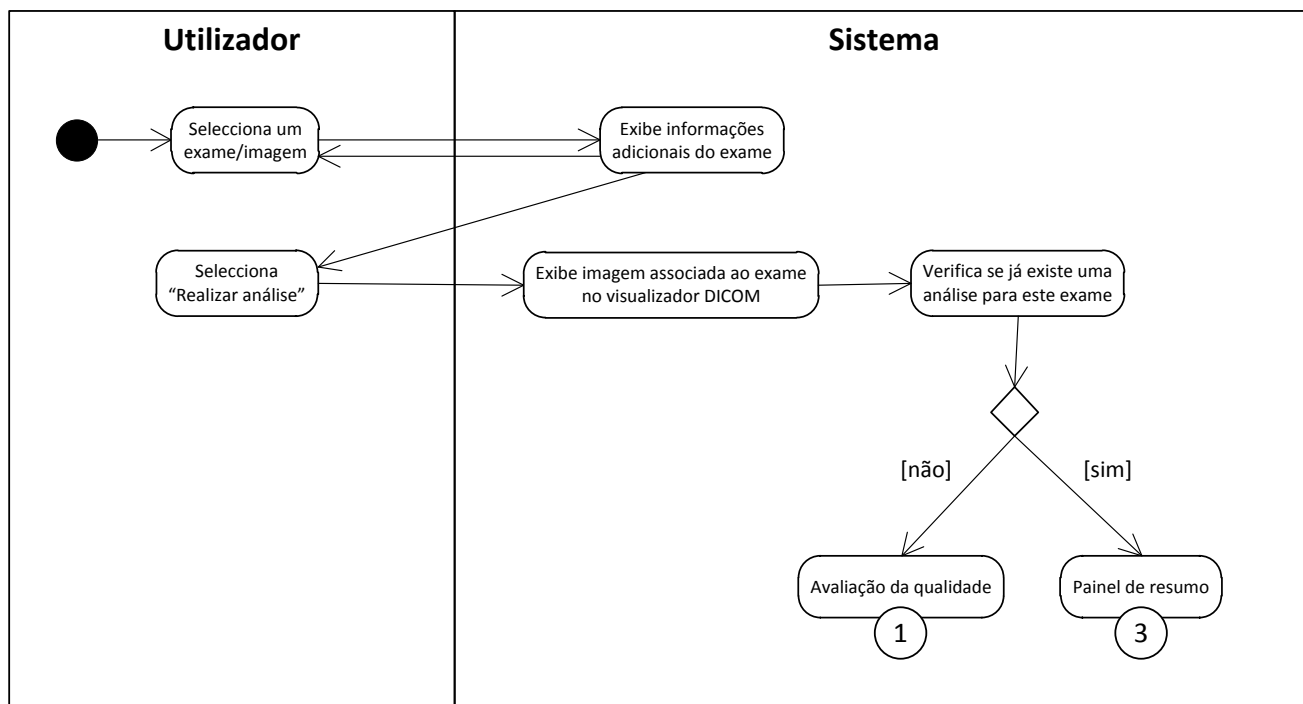 Utilizador
Sistema
Selecciona um
exame/imagem
Exibe informações
adicionais do exame
Selecciona
“Realizar análise”
Exibe imagem associada ao exame
no visualizador DICOM
Verifica se já existe uma
análise para este exame
[não]
[sim]
Avaliação da qualidade
1
Painel de resumo
3